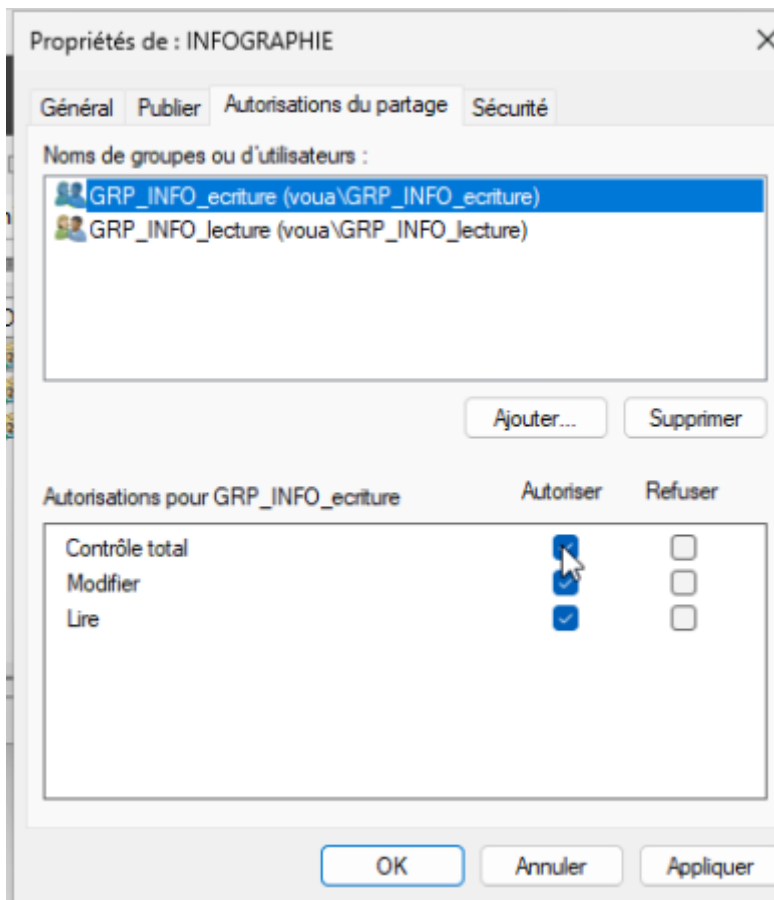 Propriétés de : INFOGRAPHIE
Général Publier Autorisations du partage Sécurité
Noms de groupes ou d'utilisateurs :
GRP_INFO_ecriture (voua\GRP_INFO_ecriture)
GRP_INFO_lecture (voua\GRP_INFO_lecture)
Ajouter... Supprimer
Autorisations pour GRP_INFO_ecriture Autoriser Refuser
Contrôle total
Modifier
Lire
OK Annuler Appliquer